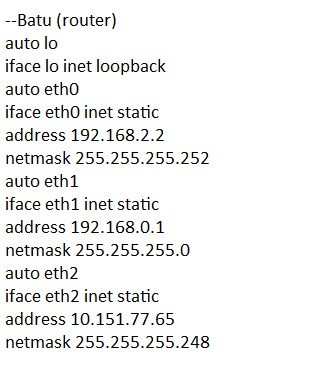 --Batu (router)
auto lo
iface lo inet loopback
auto eth0
iface eth0 inet static
address 192.168.2.2
netmask 255.255.255.252
auto eth1
iface eth1 inet static
address 192.168.0.1
netmask 255.255.255.0
auto eth2
iface eth2 inet static
address 10.151.77.65
netmask 255.255.255.248